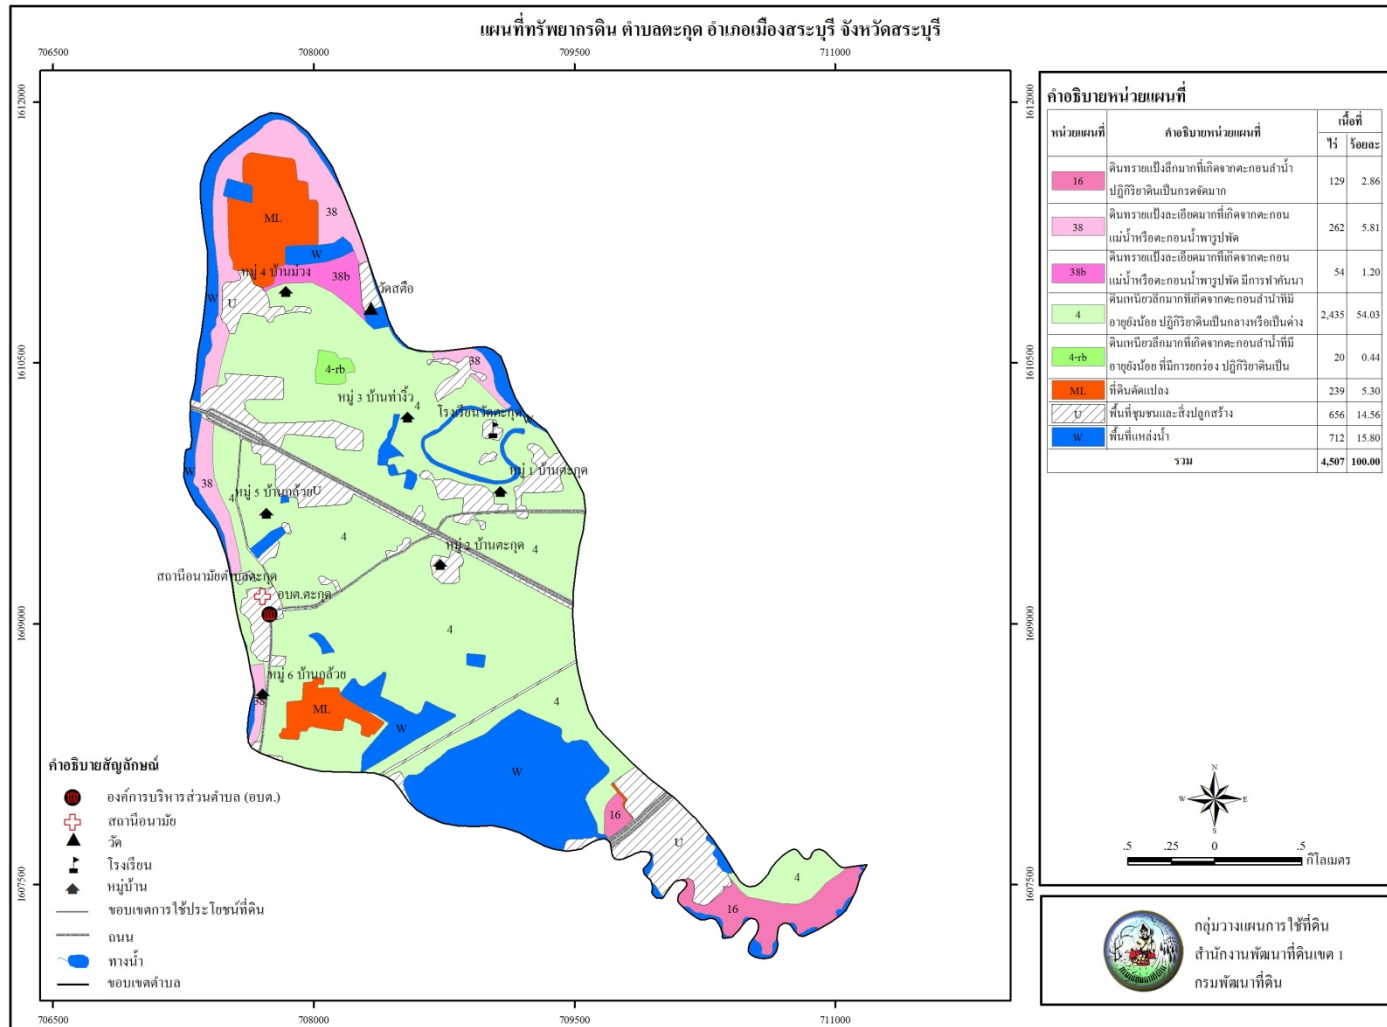 แผนที่ทรัพยากรดิน ตำบลตะกุด อำเภอเมืองสระบุรี จังหวัดสระบุรี
706500 708000 709500 711000
1612000 1612000
1610500 1610500
1609000 1609000
1607500 1607500
706500 708000 709500 711000
ML
38
W
หมู่ 4 บ้านม่วง
38b
วัดสตือ
W
U
38
4-rb
หมู่ 3 บ้านท่างิ้ว
4
โรงเรียนวัดตะกุด
W
หมู่ 1 บ้านตะกุด
W
38
4
หมู่ 5 บ้านกล้วย
U
4
หมู่ 2 บ้านตะกุด
4
สถานีอนามัยตำบลตะกุด
อบต.ตะกุด
4
หมู่ 6 บ้านกล้วย
38
ML
W
4
W
16
U
4
16
คำอธิบายสัญลักษณ์
องค์การบริหารส่วนตำบล (อบต.)
สถานีอนามัย
วัด
โรงเรียน
หมู่บ้าน
ขอบเขตการใช้ประโยชน์ที่ดิน
ถนน
ทางน้ำ
ขอบเขตตำบล
คำอธิบายหน่วยแผนที่
หน่วยแผนที่ คำอธิบายหน่วยแผนที่ เนื้อที่
ไร่ ร้อยละ
16 ดินทรายแป้งลึกมากที่เกิดจากตะกอนลำน้ำ
ปฏิกิริยาดินเป็นกรดจัดมาก 129 2.86
38 ดินทรายแป้งละเอียดมากที่เกิดจากตะกอน
แม่น้ำหรือตะกอนน้ำพารูปพัด 262 5.81
38b ดินทรายแป้งละเอียดมากที่เกิดจากตะกอน
แม่น้ำหรือตะกอนน้ำพารูปพัด มีการทำคันนา 54 1.20
4 ดินเหนียวลึกมากที่เกิดจากตะกอนลำน้ำที่มี
อายุยังน้อย ปฏิกิริยาดินเป็นกลางหรือเป็นด่าง 2,435 54.03
4-rb ดินเหนียวลึกมากที่เกิดจากตะกอนลำน้ำที่มี
อายุยังน้อย ที่มีการยกร่อง ปฏิกิริยาดินเป็น 20 0.44
ML ที่ดินดัดแปลง 239 5.30
U พื้นที่ชุมชนและสิ่งปลูกสร้าง 656 14.56
W พื้นที่แหล่งน้ำ 712 15.80
รวม 4,507 100.00
N
W E
S
.5 .25 0 .5 กิโลเมตร
กลุ่มวางแผนการใช้ที่ดิน
สำนักงานพัฒนาที่ดินเขต 1
กรมพัฒนาที่ดิน